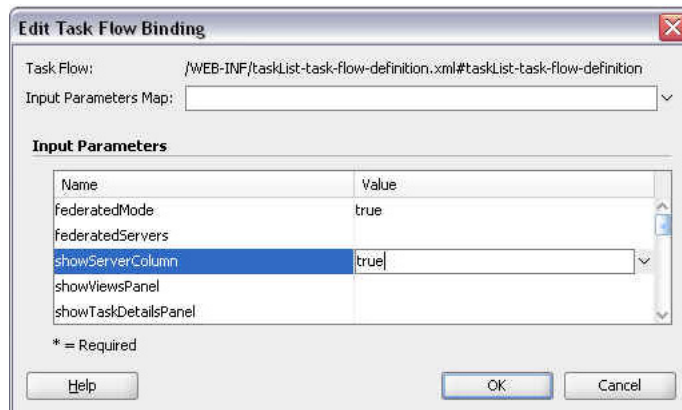 Edit Task Flow Binding
Task Flow: /WEB-INF/taskList-task-flow-definition.xml#taskList-task-flow-definition
Input Parameters Map:
Input Parameters
Name Value
federatedMode true
federatedServers
showServerColumn true
showViewsPanel
showTaskDetailsPanel
* = Required
Help OK Cancel